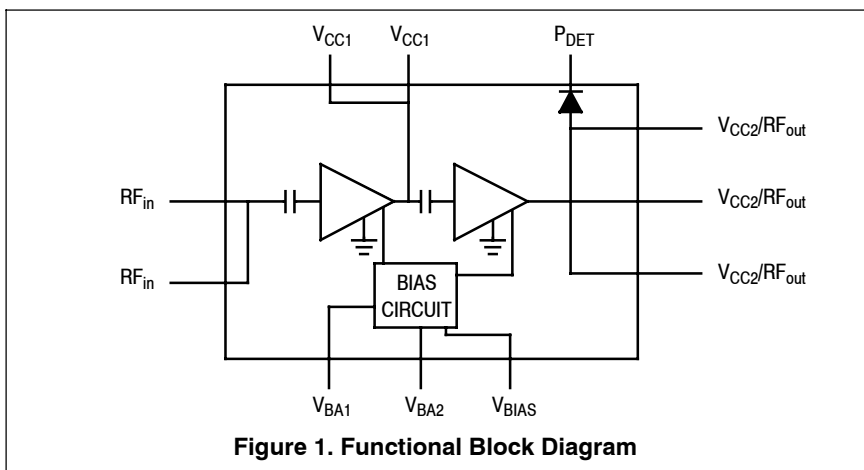 VCC1 VCC1 PDET
VCC2/RFout
RFin VCC2/RFout
RFin VCC2/RFout
BIAS
CIRCUIT
VBA1 VBA2 VBIAS
Figure 1. Functional Block Diagram